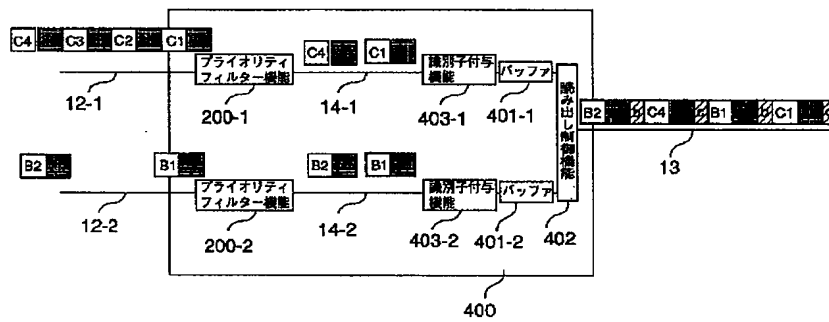 C4 C3 C2 C1
プライオリティ
フィルター機能
C4 C1
識別子付与
機能
バッファ
読み出し制御機能
12-1
200-1
14-1
403-1
401-1
B2 C4 B1 C1
13
B2 B1
プライオリティ
フィルター機能
B2 B1
識別子付与
機能
バッファ
12-2
200-2
14-2
403-2
401-2
402
400